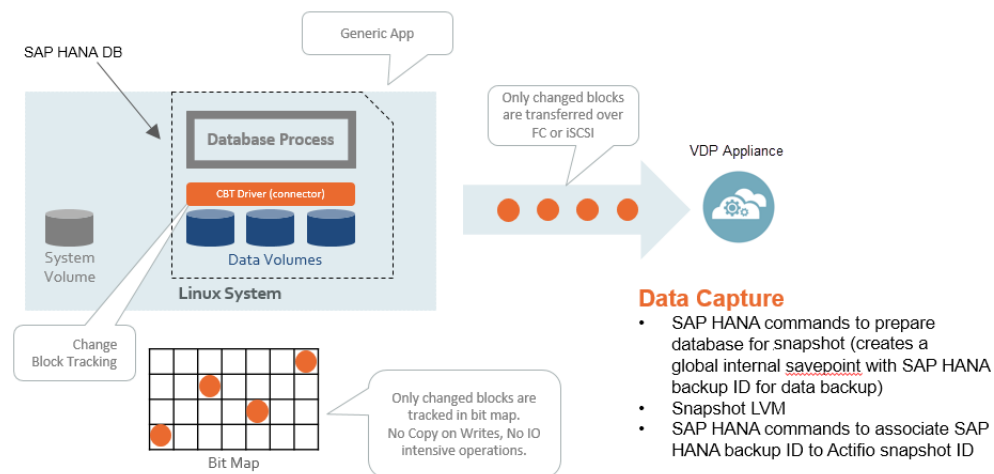 Generic App
SAP HANA DB
Database Process
CBT Driver (connector)
Data Volumes
System
Volume
Linux System
Only changed blocks
are transferred over
FC or iSCSI
VDP Appliance
Change
Block Tracking
Only changed blocks are
tracked in bit map.
No Copy on Writes, No IO
intensive operations.
Bit Map
Data Capture
• SAP HANA commands to prepare
database for snapshot (creates a
global internal savepoint with SAP HANA
backup ID for data backup)
• Snapshot LVM
• SAP HANA commands to associate SAP
HANA backup ID to Actifio snapshot ID